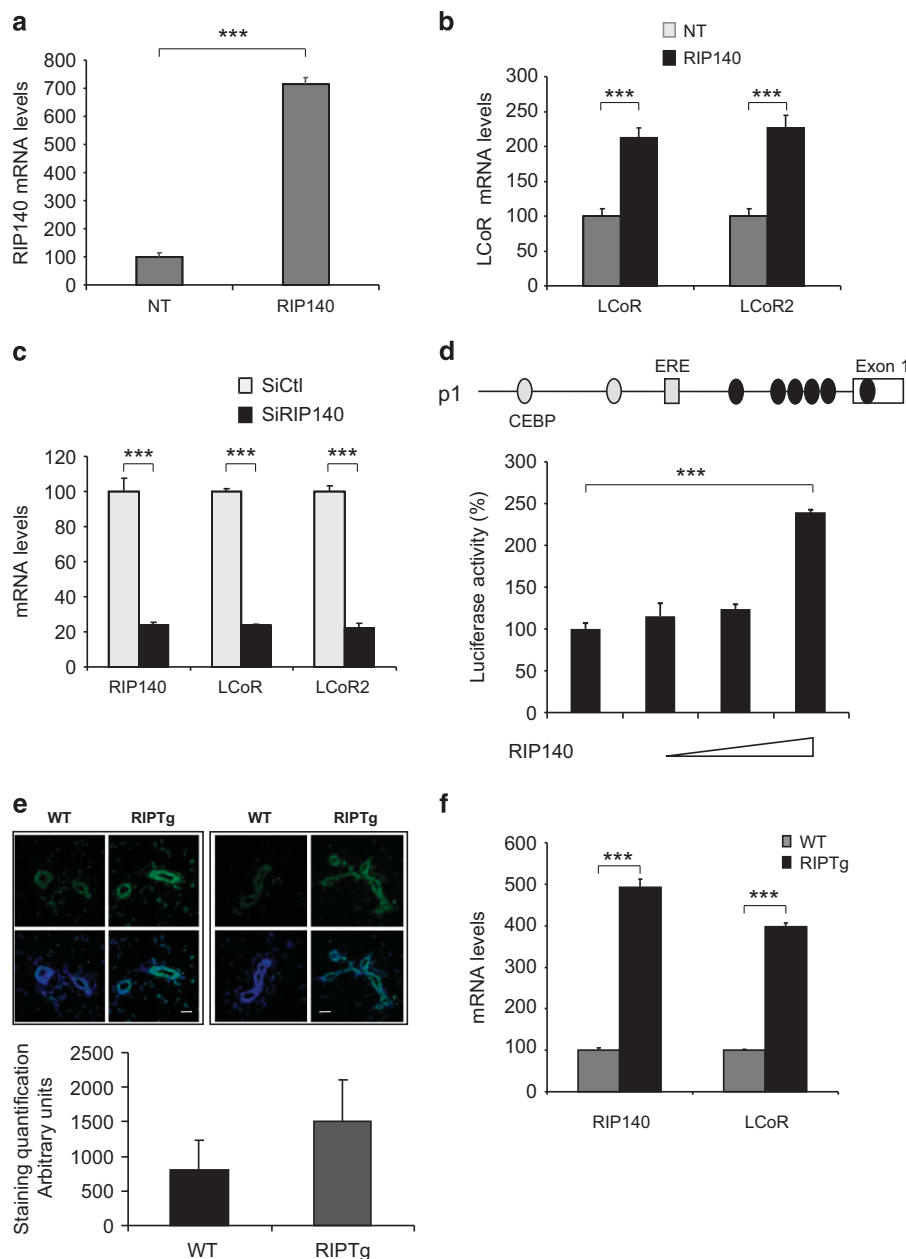 a
***
RIP140 mRNA levels
800
700
600
500
400
300
200
100
0
NT
RIP140
b
NT
RIP140
LCoR mRNA levels
300
250
200
150
100
50
0
***
***
LCoR
LCoR2
c
SiCtl
SiRIP140
mRNA levels
120
100
80
60
40
20
0
***
***
***
RIP140
LCoR
LCoR2
d
p1
CEBP
ERE
Exon 1
Luciferase activity (%)
300
250
200
150
100
50
0
***
RIP140
e
WT
RIPTg
WT
RIPTg
Staining quantification
Arbitrary units
2500
2000
1500
1000
500
0
WT
RIPTg
f
WT
RIPTg
mRNA levels
600
500
400
300
200
100
0
***
***
RIP140
LCoR